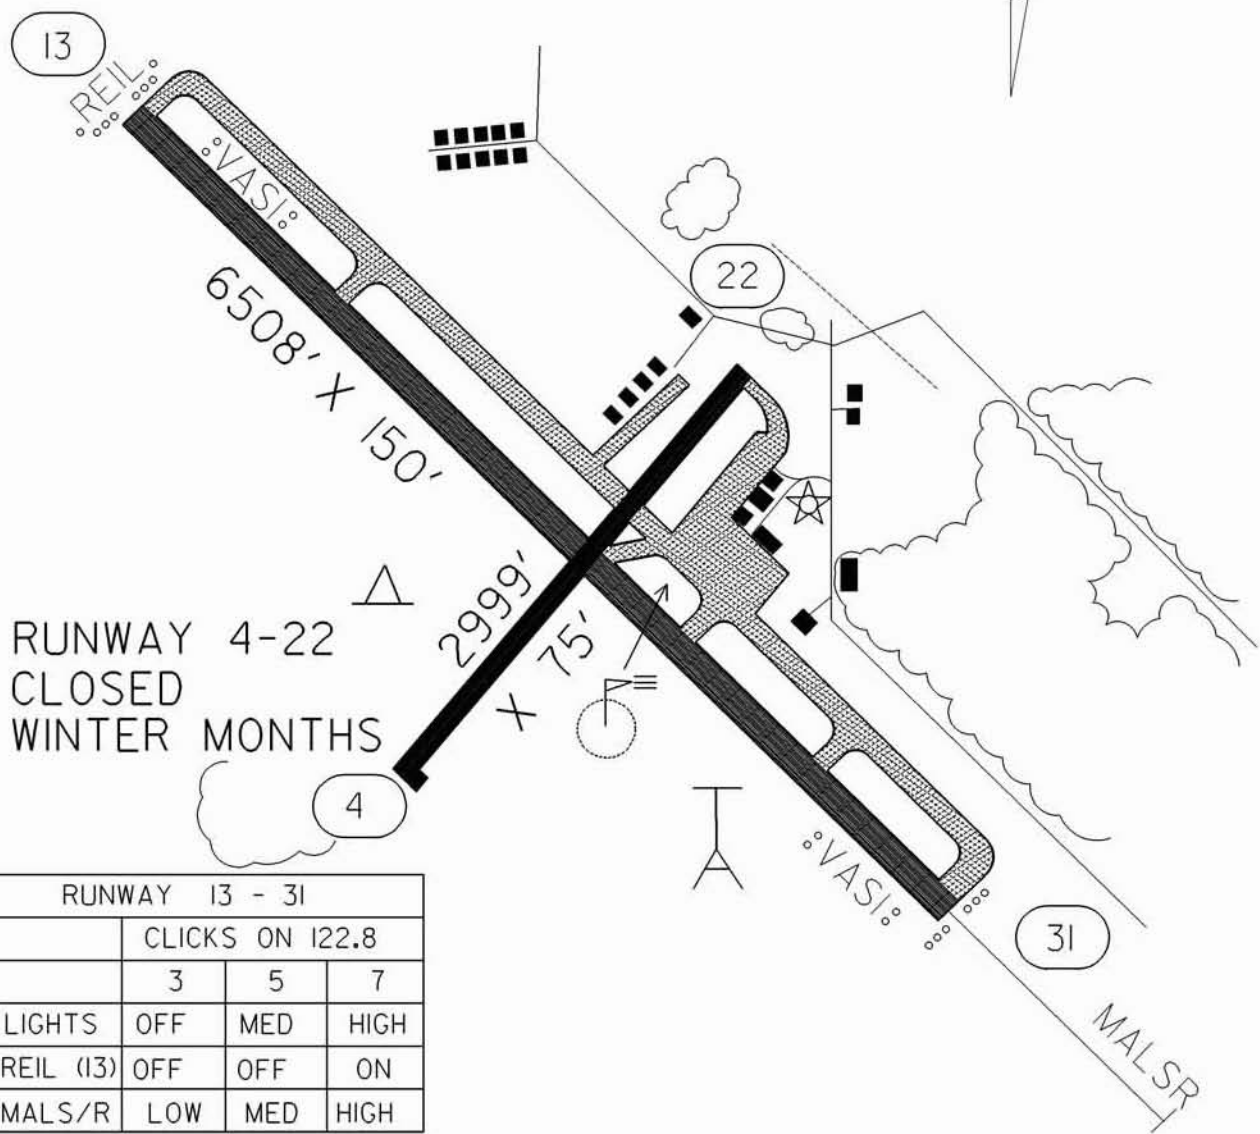 13
REIL
VASI
6508' X 150'
22
2999'
X 75'
RUNWAY 4-22
CLOSED
WINTER MONTHS
4
VASI
31
MALSR
RUNWAY 13 - 31
CLICKS ON 122.8
3 5 7
LIGHTS OFF MED HIGH
REIL (13) OFF OFF ON
MALS/R LOW MED HIGH